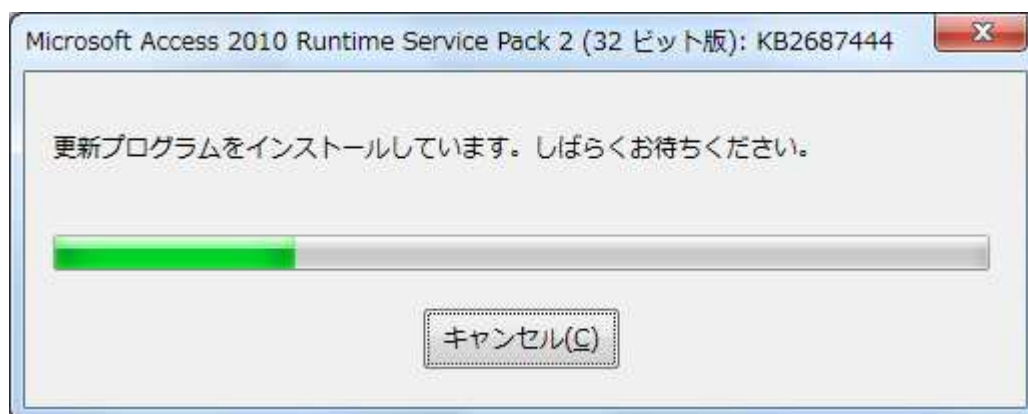 Microsoft Access 2010 Runtime Service Pack 2 (32 ビット版): KB2687444
更新プログラムをインストールしています。しばらくお待ちください。
キャンセル(C)